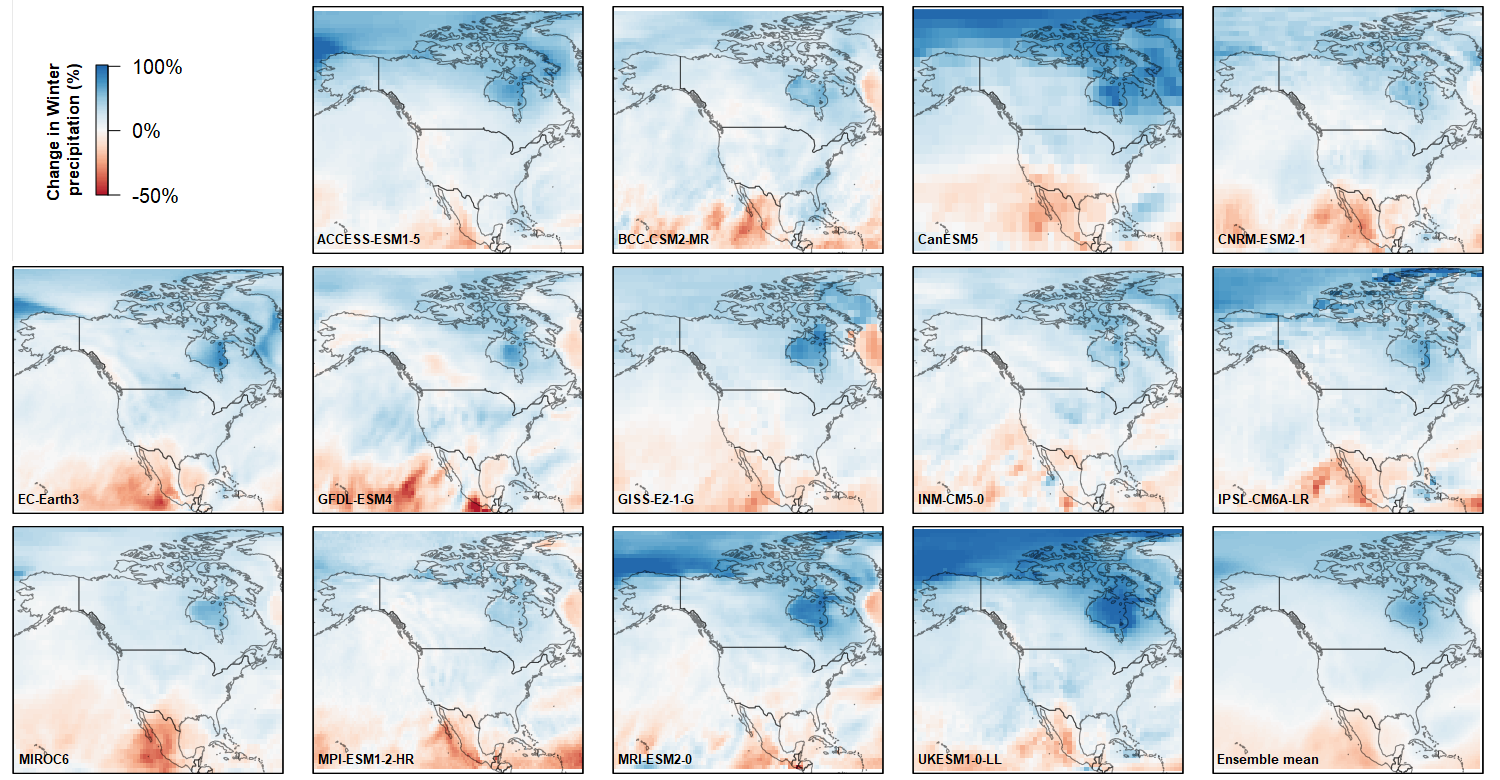 Change in Winter
precipitation (%)
100%
0%
-50%
ACCESS-ESM1-5
BCC-CSM2-MR
CanESM5
CNRM-ESM2-1
EC-Earth3
GFDL-ESM4
GISS-E2-1-G
INM-CM5-0
IPSL-CM6A-LR
MIROC6
MPI-ESM1-2-HR
MRI-ESM2-0
UKESM1-0-LL
Ensemble mean